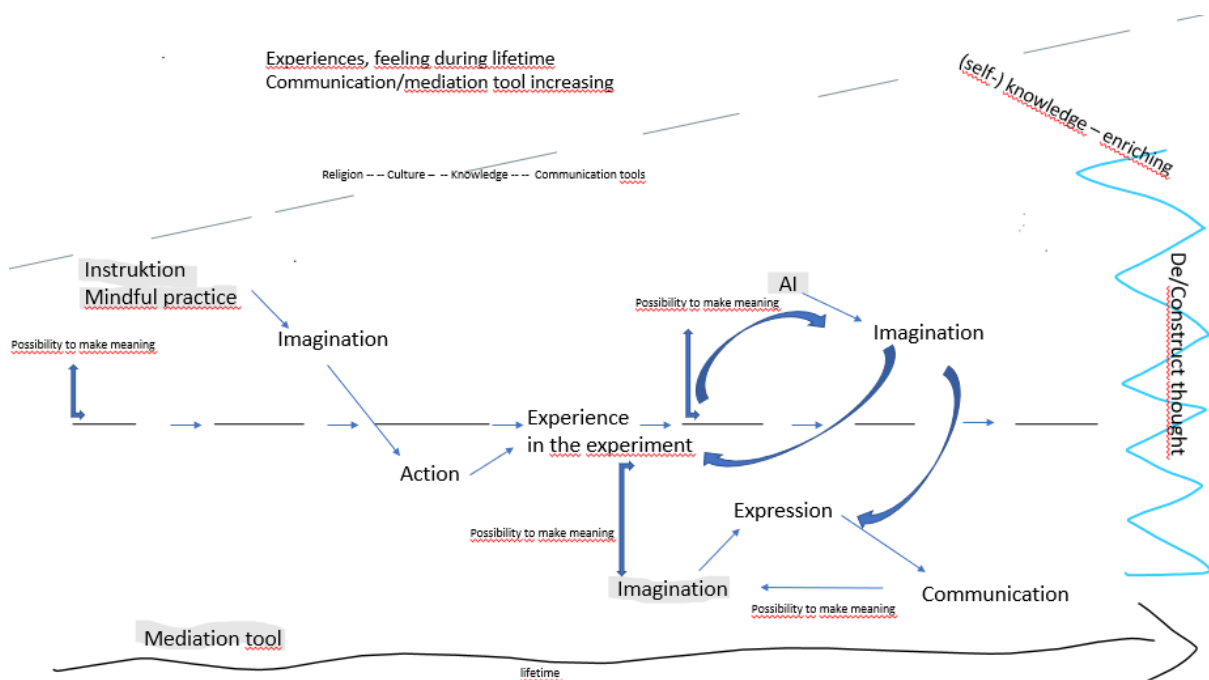 Experiences, feeling during lifetime
Communication/mediation tool increasing
(self-) knowledge – enriching
Religion -- -- Culture – -- Knowledge -- -- Communication tools
Instruktion
Mindful practice
AI
Possibility to make meaning
Imagination
Imagination
Possibility to make meaning
De/Construct thought
Experience
in the experiment
Action
Expression
Possibility to make meaning
Imagination
Communication
Possibility to make meaning
Mediation tool
lifetime